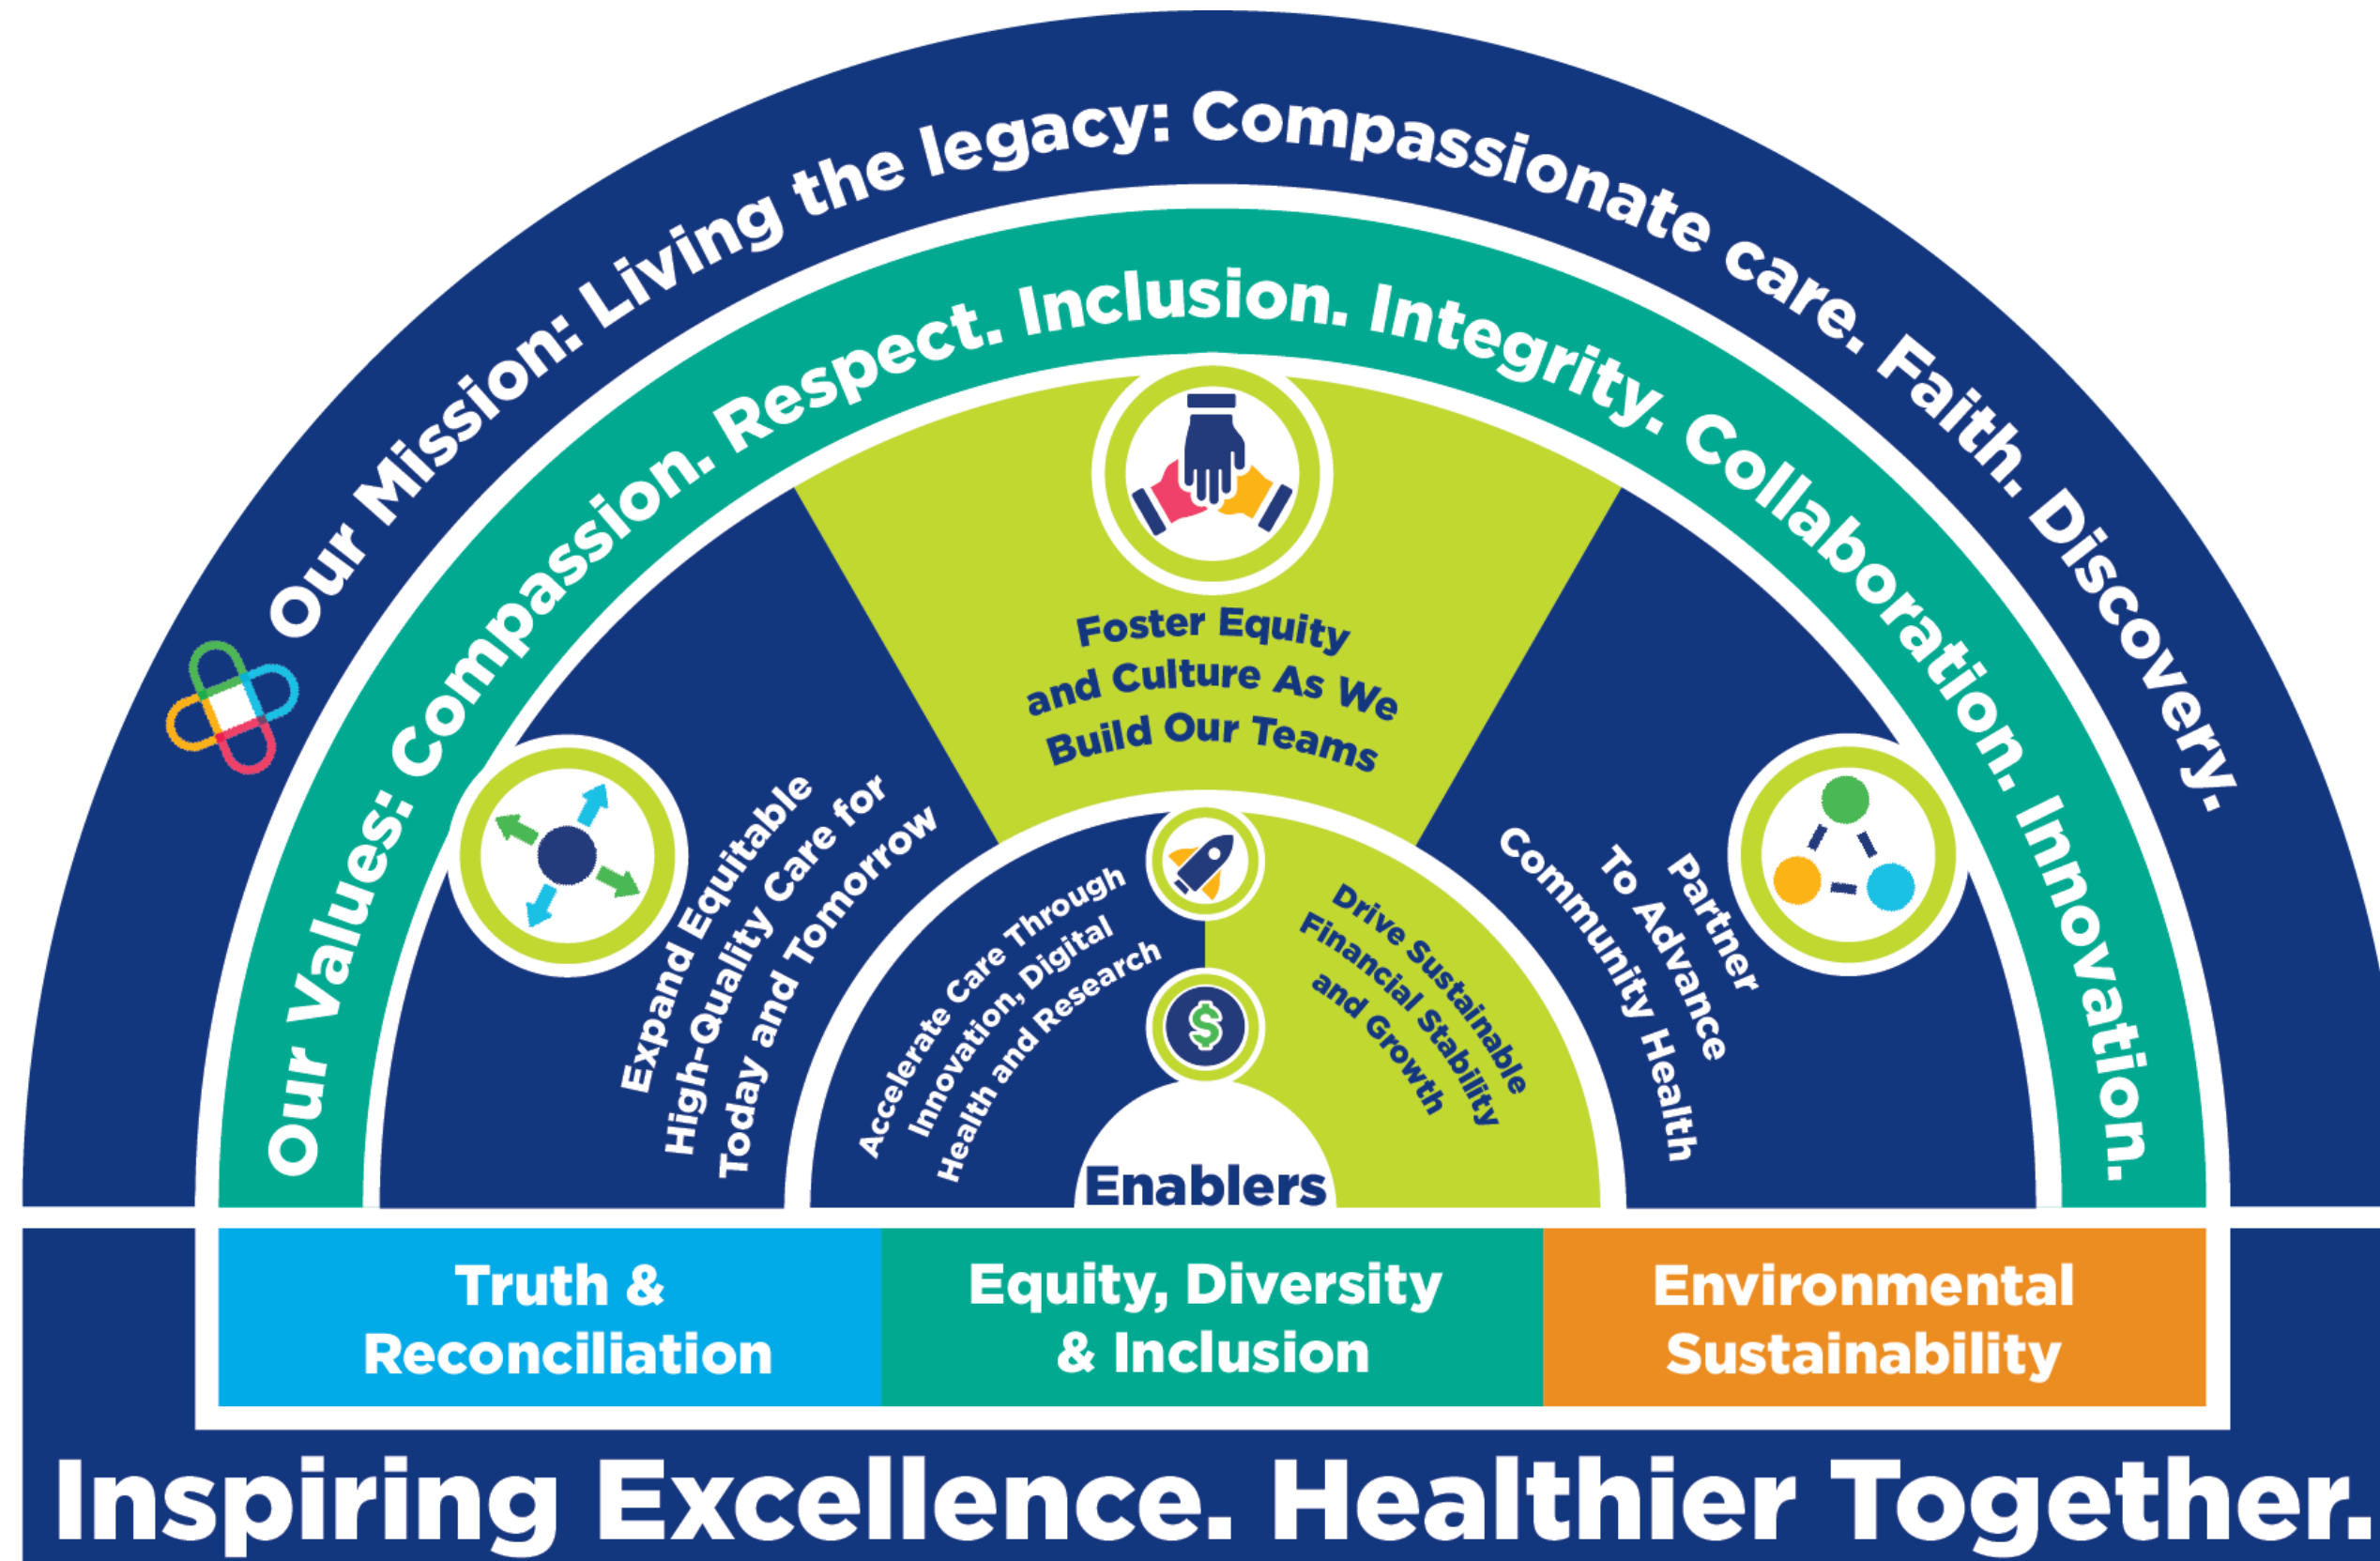 Our Mission: Living the legacy: Compassionate care. Faith. Discovery.
Our Values: Compassion. Respect. Inclusion. Integrity. Collaboration. Innovation.
Expand Equitable
High-Quality Care for
Today and Tomorrow
Foster Equity
and Culture As We
Build Our Teams
Partner
To Advance
Community Health
Accelerate Care Through
Innovation, Digital
Health and Research
$
Drive Sustainable
Financial Stability
and Growth
Enablers
Truth &
Reconciliation
Equity, Diversity
& Inclusion
Environmental
Sustainability
Inspiring Excellence. Healthier Together.